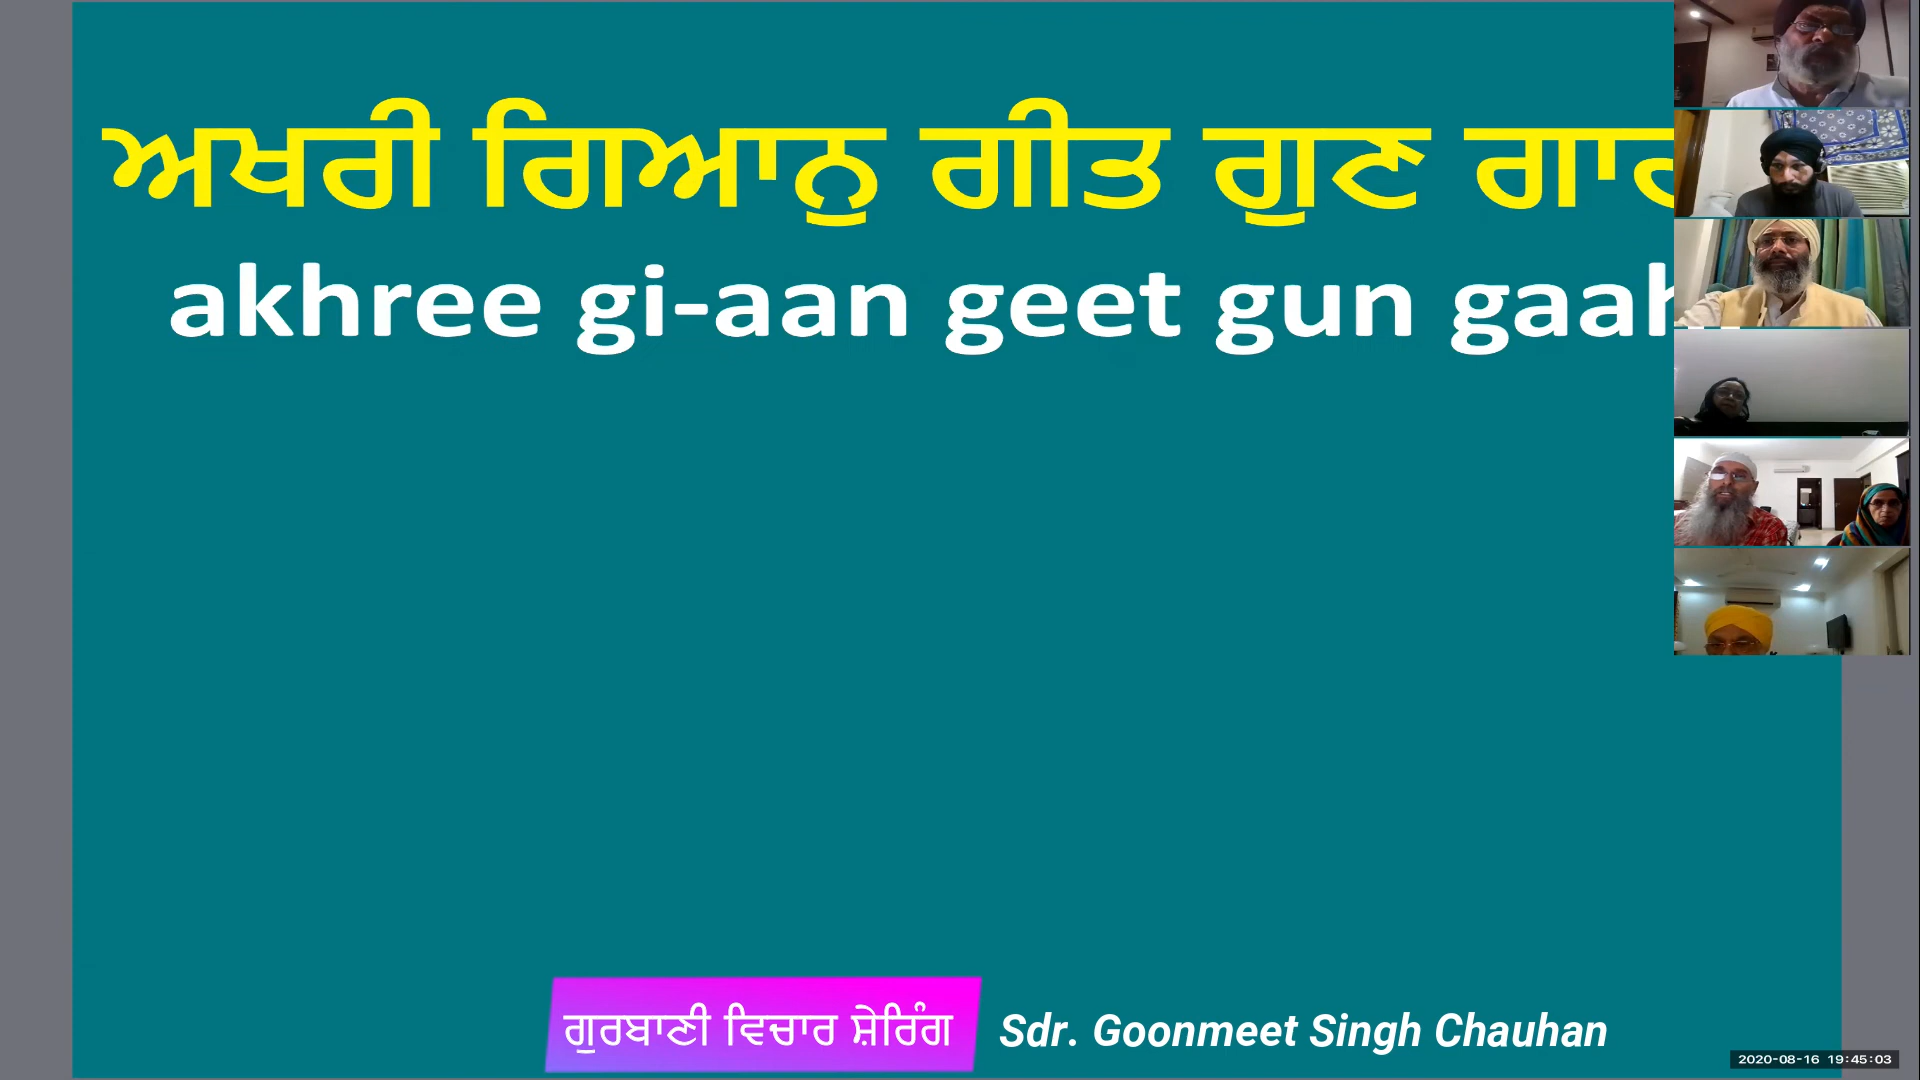 ਅਖਰੀ ਗਿਆਨੁ ਗੀਤ ਗੁਣ
akhree gi-aan geet gun
ਗੁਰਬਾਣੀ ਵਿਚਾਰ ਸ਼ੇਰਿੰਗ
Sdr. Goonmeet Singh Chauhan
2020-08-16 19:45:03